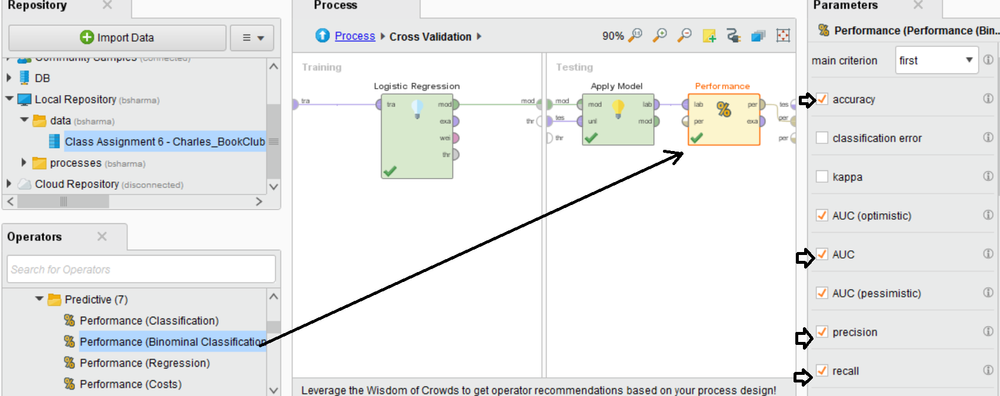 Repository
Import Data
Community Samples (connected)
DB
Local Repository (bsharma)
data (bsharma)
Class Assignment 6 - Charles_BookClub
processes (bsharma)
Cloud Repository (disconnected)
Operators
Search for Operators
Predictive (7)
Performance (Classification)
Performance (Binominal Classification
Performance (Regression)
Performance (Costs)
Process
Process Cross Validation
90%
Training
Logistic Regression
tra
tra
mod
exa
wei
thr
mod
thr
Testing
mod
tes
thr
Apply Model
mod
unl
lab
mod
Performance
%
lab
per
per
exa
tes
per
per
Leverage the Wisdom of Crowds to get operator recommendations based on your process design!
Parameters
% Performance (Performance (Bin...
main criterion first
accuracy
classification error
kappa
AUC (optimistic)
AUC
AUC (pessimistic)
precision
recall